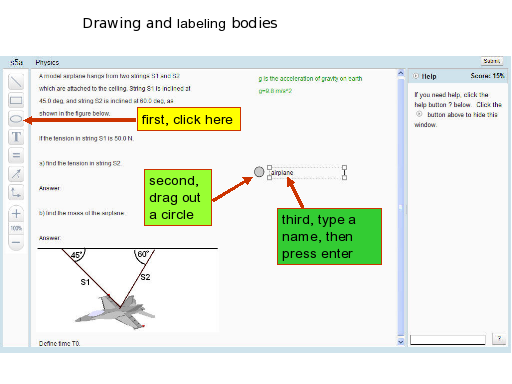 Drawing and labeling bodies
s5a Physics Submit
A model airplane hangs from two strings S1 and S2
which are attached to the ceiling. String S1 is inclined at
45.0 deg, and string S2 is inclined at 60.0 deg, as
shown in the figure below.
If the tension in string S1 is 50.0 N,
a) find the tension in string S2.
Answer:
b) find the mass of the airplane.
Answer:
45°
60°
S1
S2
Define time T0.
g is the acceleration of gravity on earth
g=9.8 m/s^2
first, click here
second,
drag out
a circle
airplane
third, type a
name, then
press enter
T
=
+
100%
−
Help Score: 15%
If you need help, click the
help button ? below. Click the
button above to hide this
window.
?